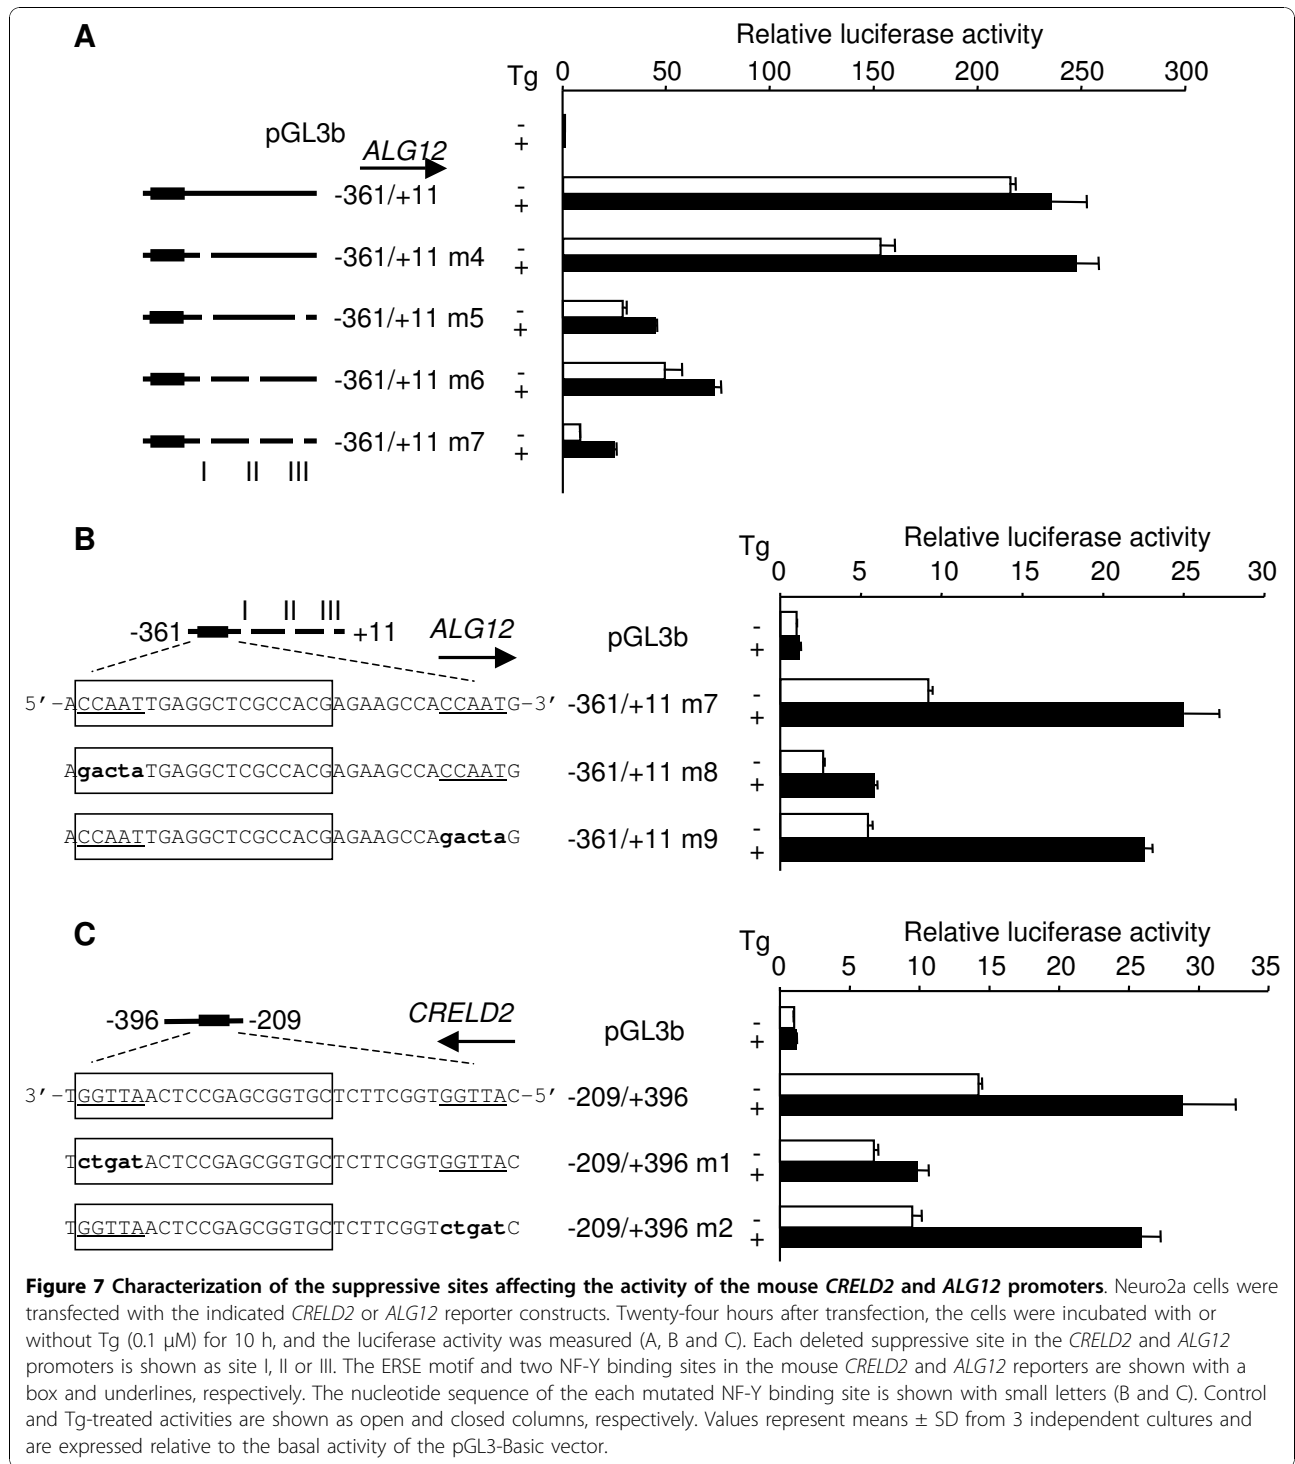 A
Relative luciferase activity
Tg 0 50 100 150 200 250 300
pGL3b - +
ALG12
-361/+11 - +
-361/+11 m4 - +
-361/+11 m5 - +
-361/+11 m6 - +
-361/+11 m7 - +
I II III
B
Relative luciferase activity
Tg 0 5 10 15 20 25 30
I II III
-361 +11 ALG12 pGL3b - +
5’-ACCAATTGAGGCTCGCCACGAGAAGCCACCAATG-3’ -361/+11 m7 - +
AgactaTGAGGCTCGCCACGAGAAGCCACCAATG -361/+11 m8 - +
ACCAATTGAGGCTCGCCACGAGAAGCCAgactaG -361/+11 m9 - +
C
Relative luciferase activity
Tg 0 5 10 15 20 25 30 35
-396 -209 CRELD2 pGL3b - +
3’-TGGTTAACTCCGAGCGGTGCTCTTCGGTGGTTAC-5’ -209/+396 - +
TctgatACTCCGAGCGGTGCTCTTCGGTGGTTAC -209/+396 m1 - +
TGGTTAACTCCGAGCGGTGCTCTTCGGTctgatC -209/+396 m2 - +
Figure 7 Characterization of the suppressive sites affecting the activity of the mouse CRELD2 and ALG12 promoters. Neuro2a cells were
transfected with the indicated CRELD2 or ALG12 reporter constructs. Twenty-four hours after transfection, the cells were incubated with or
without Tg (0.1 μM) for 10 h, and the luciferase activity was measured (A, B and C). Each deleted suppressive site in the CRELD2 and ALG12
promoters is shown as site I, II or III. The ERSE motif and two NF-Y binding sites in the mouse CRELD2 and ALG12 reporters are shown with a
box and underlines, respectively. The nucleotide sequence of the each mutated NF-Y binding site is shown with small letters (B and C). Control
and Tg-treated activities are shown as open and closed columns, respectively. Values represent means ± SD from 3 independent cultures and
are expressed relative to the basal activity of the pGL3-Basic vector.